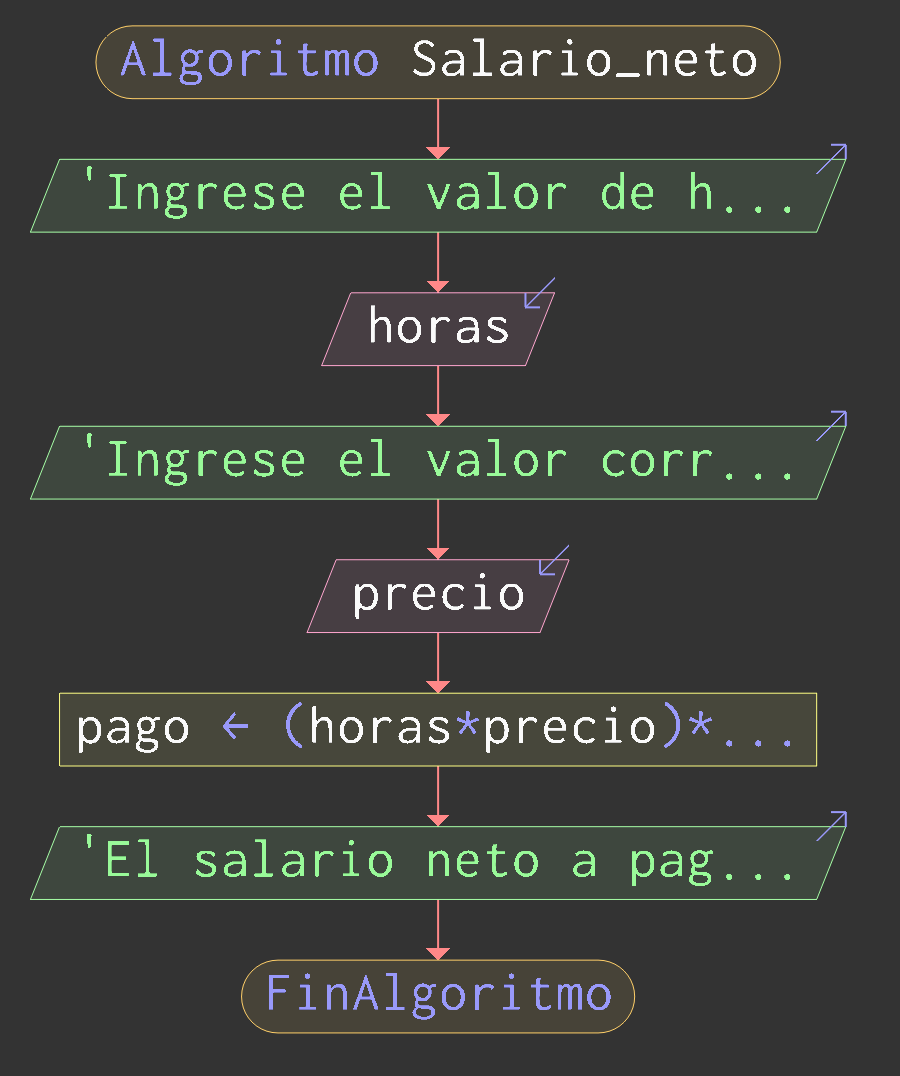 Algoritmo Salario_neto
'Ingrese el valor de h...
horas
'Ingrese el valor corr...
precio
pago ← (horas*precio)*...
'El salario neto a pag...
FinAlgoritmo